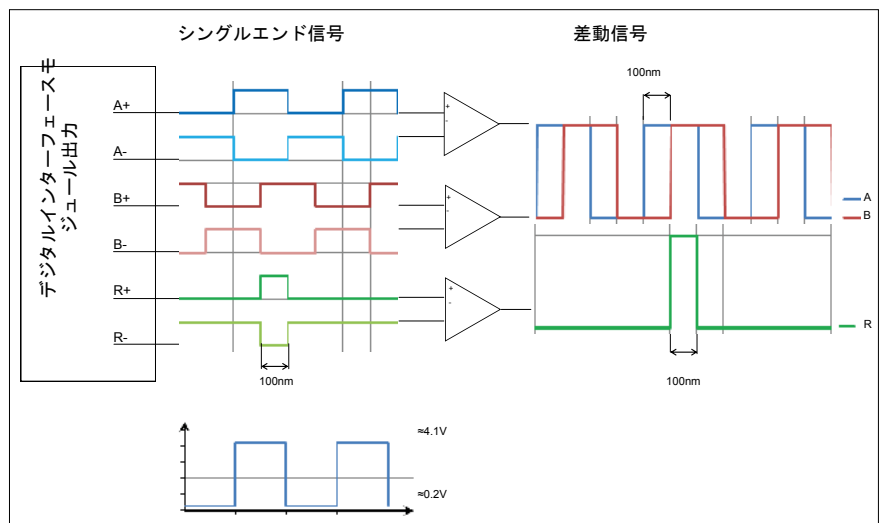 シングルエンド信号
差動信号
デジタルインターフェースモ
ジュール出力
A+
A-
B+
B-
R+
R-
+
-
+
-
+
-
100nm
100nm
A
B
R
100nm
≈4.1V
≈0.2V